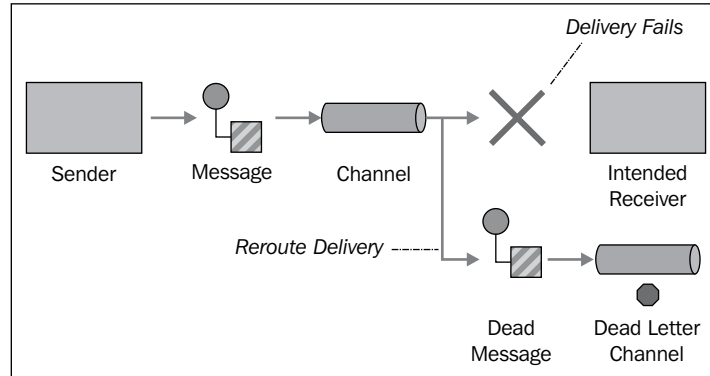 Delivery Fails
Sender
Message
Channel
Intended
Receiver
Reroute Delivery
Dead
Message
Dead Letter
Channel